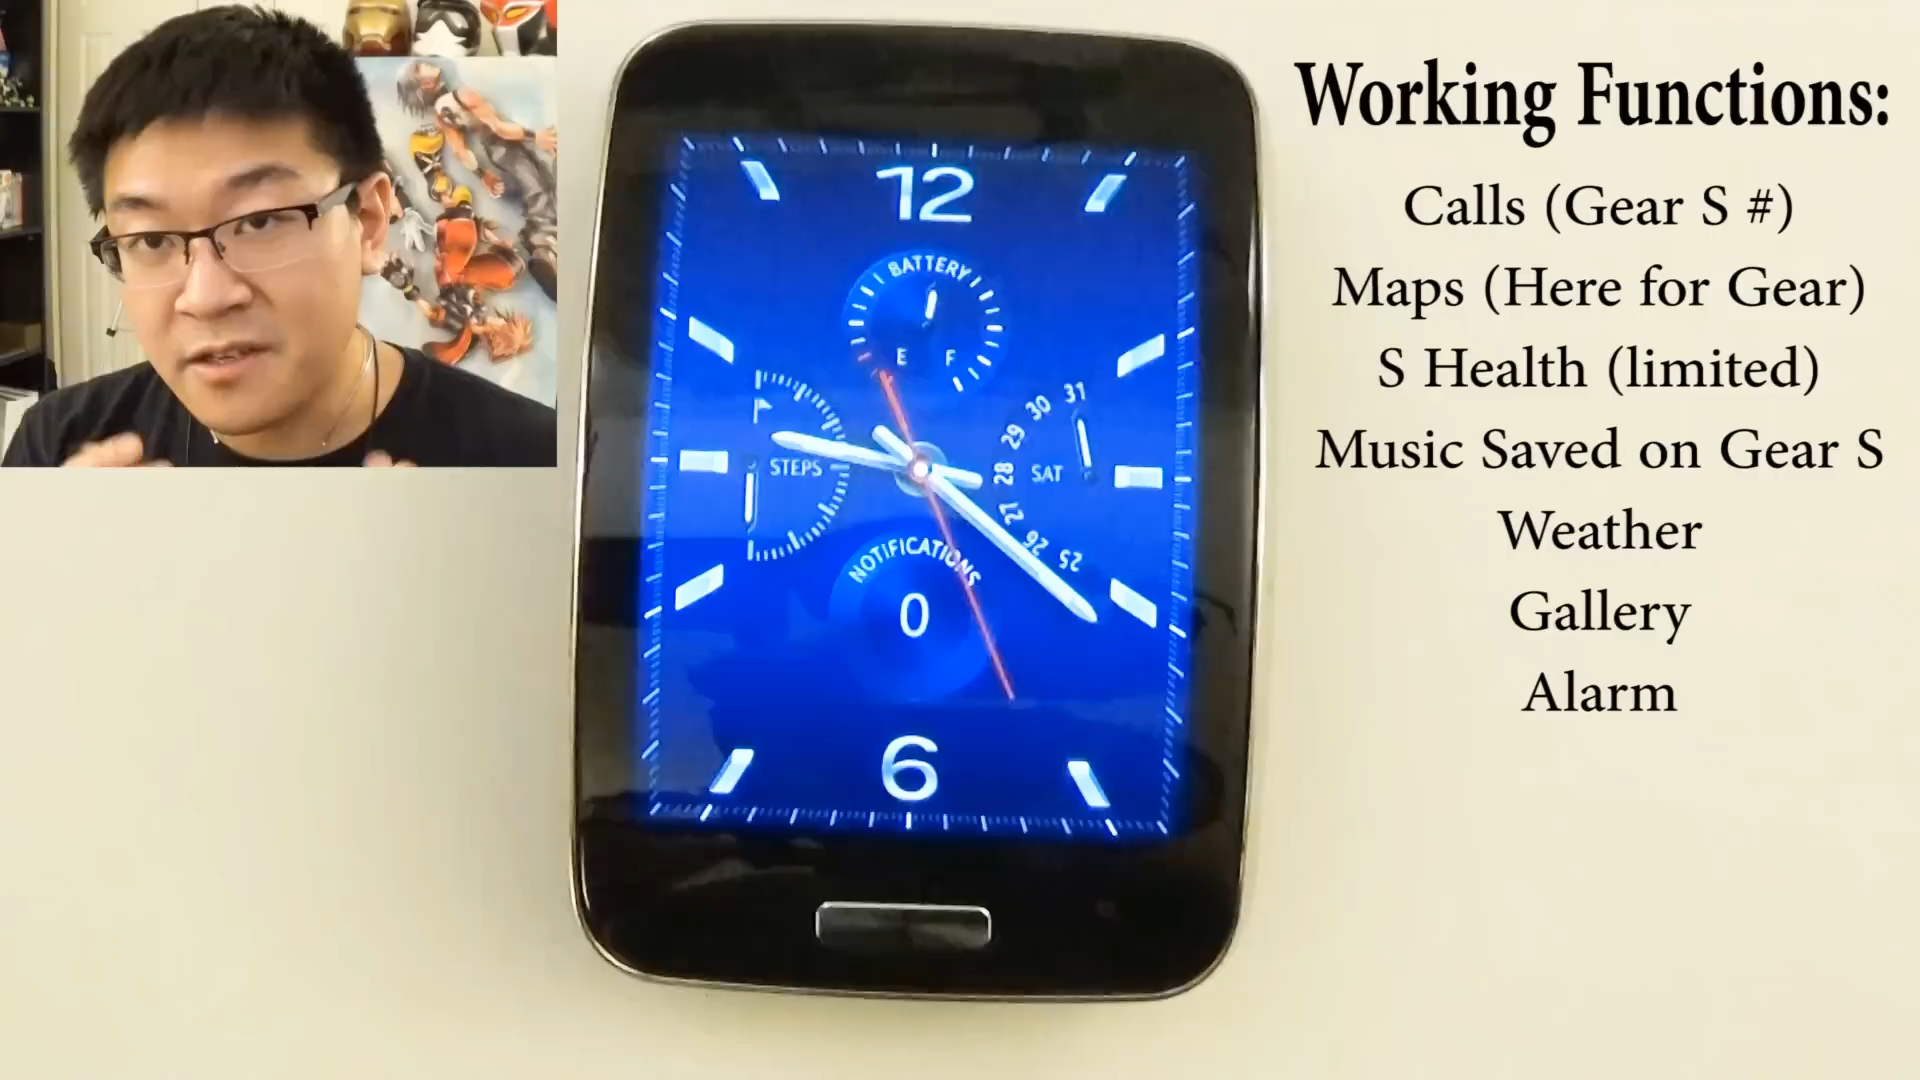 Working Functions:
Calls (Gear S #)
Maps (Here for Gear)
S Health (limited)
Music Saved on Gear S
Weather
Gallery
Alarm
12
BATTERY
E F
31
30
29
28
27
26
25
SAT
STEPS
NOTIFICATIONS
0
6